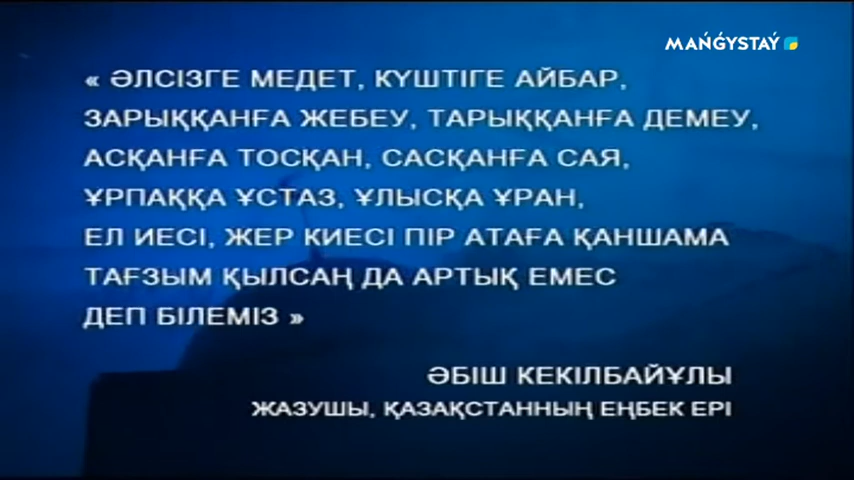 MAŃǴYSTAÝ
« ӘЛСІЗГЕ МЕДЕТ, КҮШТІГЕ АЙБАР,
ЗАРЫҚҚАНҒА ЖЕБЕУ, ТАРЫҚҚАНҒА ДЕМЕУ,
АСҚАНҒА ТОСҚАН, САСҚАНҒА САЯ,
ҰРПАҚҚА ҰСТАЗ, ҰЛЫСҚА ҰРАН,
ЕЛ ИЕСІ, ЖЕР КИЕСІ ПІР АТАҒА ҚАНШАМА
ТАҒЗЫМ ҚЫЛСАҢ ДА АРТЫҚ ЕМЕС
ДЕП БІЛЕМІЗ »
ӘБІШ КЕКІЛБАЙҰЛЫ
ЖАЗУШЫ, ҚАЗАҚСТАННЫҢ ЕҢБЕК ЕРІ